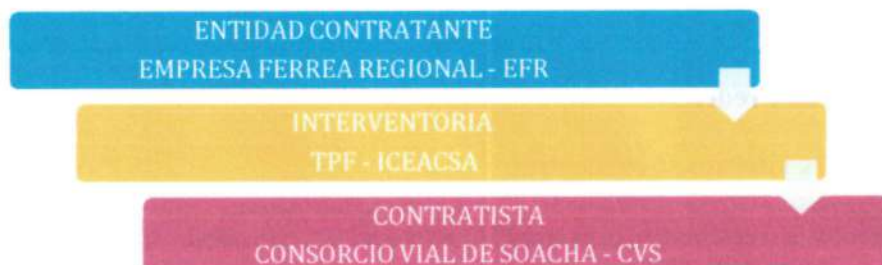 ENTIDAD CONTRATANTE
EMPRESA FERREA REGIONAL - EFR
INTERVENTORIA
TPF - ICEACSA
CONTRATISTA
CONSORCIO VIAL DE SOACHA - CVS